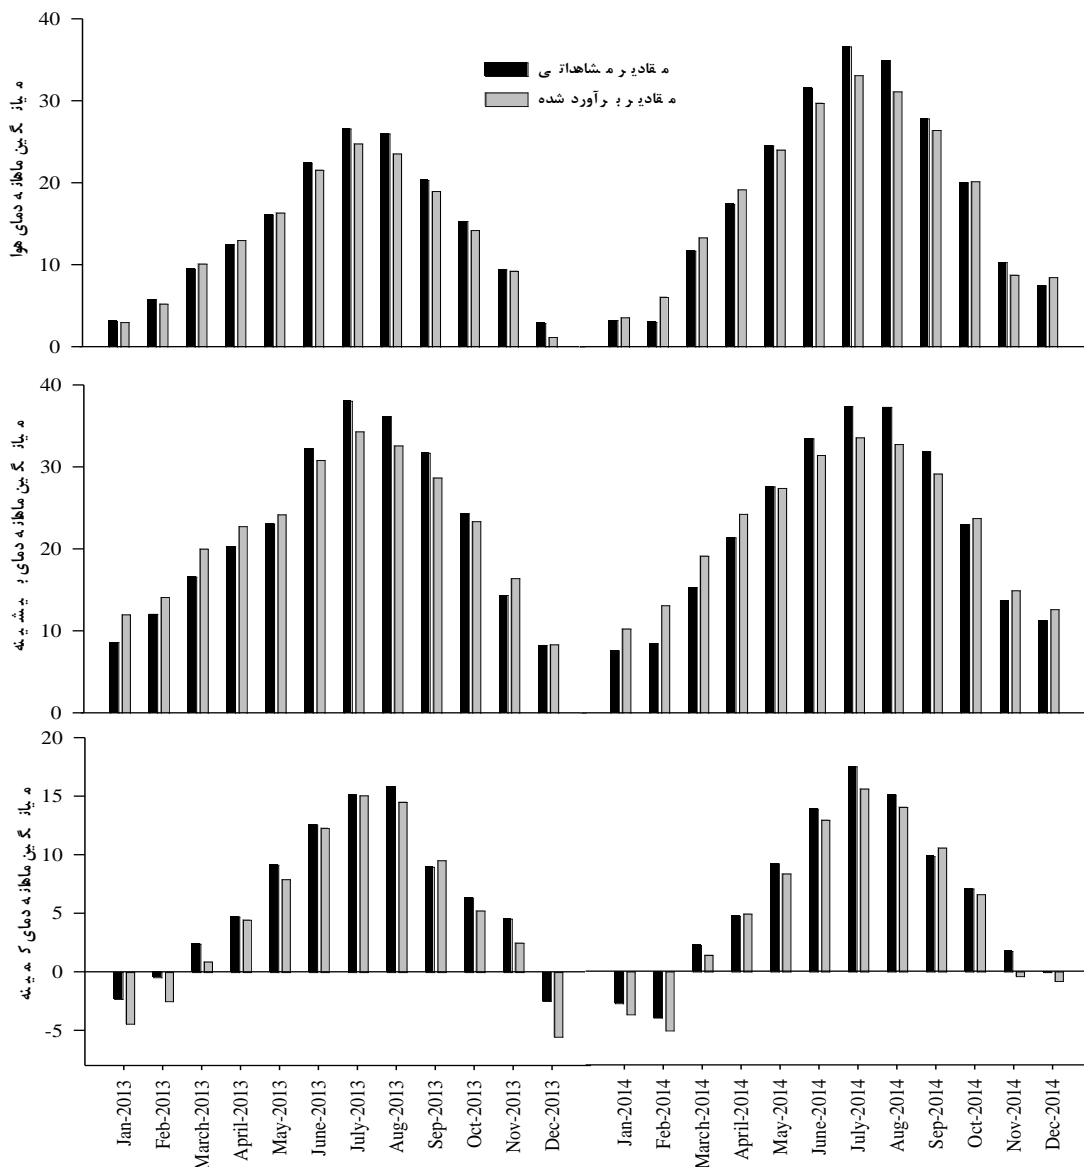 40
30
20
10
0
میانگین ماهانه دمای هوا
مقادیر مشاهداتی
مقادیر برآورد شده
40
30
20
10
0
میانگین ماهانه دمای بیشینه
20
15
10
5
0
-5
میانگین ماهانه دمای کمینه
Jan-2013
Feb-2013
March-2013
April-2013
May-2013
June-2013
July-2013
Aug-2013
Sep-2013
Oct-2013
Nov-2013
Dec-2013
Jan-2014
Feb-2014
March-2014
April-2014
May-2014
June-2014
July-2014
Aug-2014
Sep-2014
Oct-2014
Nov-2014
Dec-2014